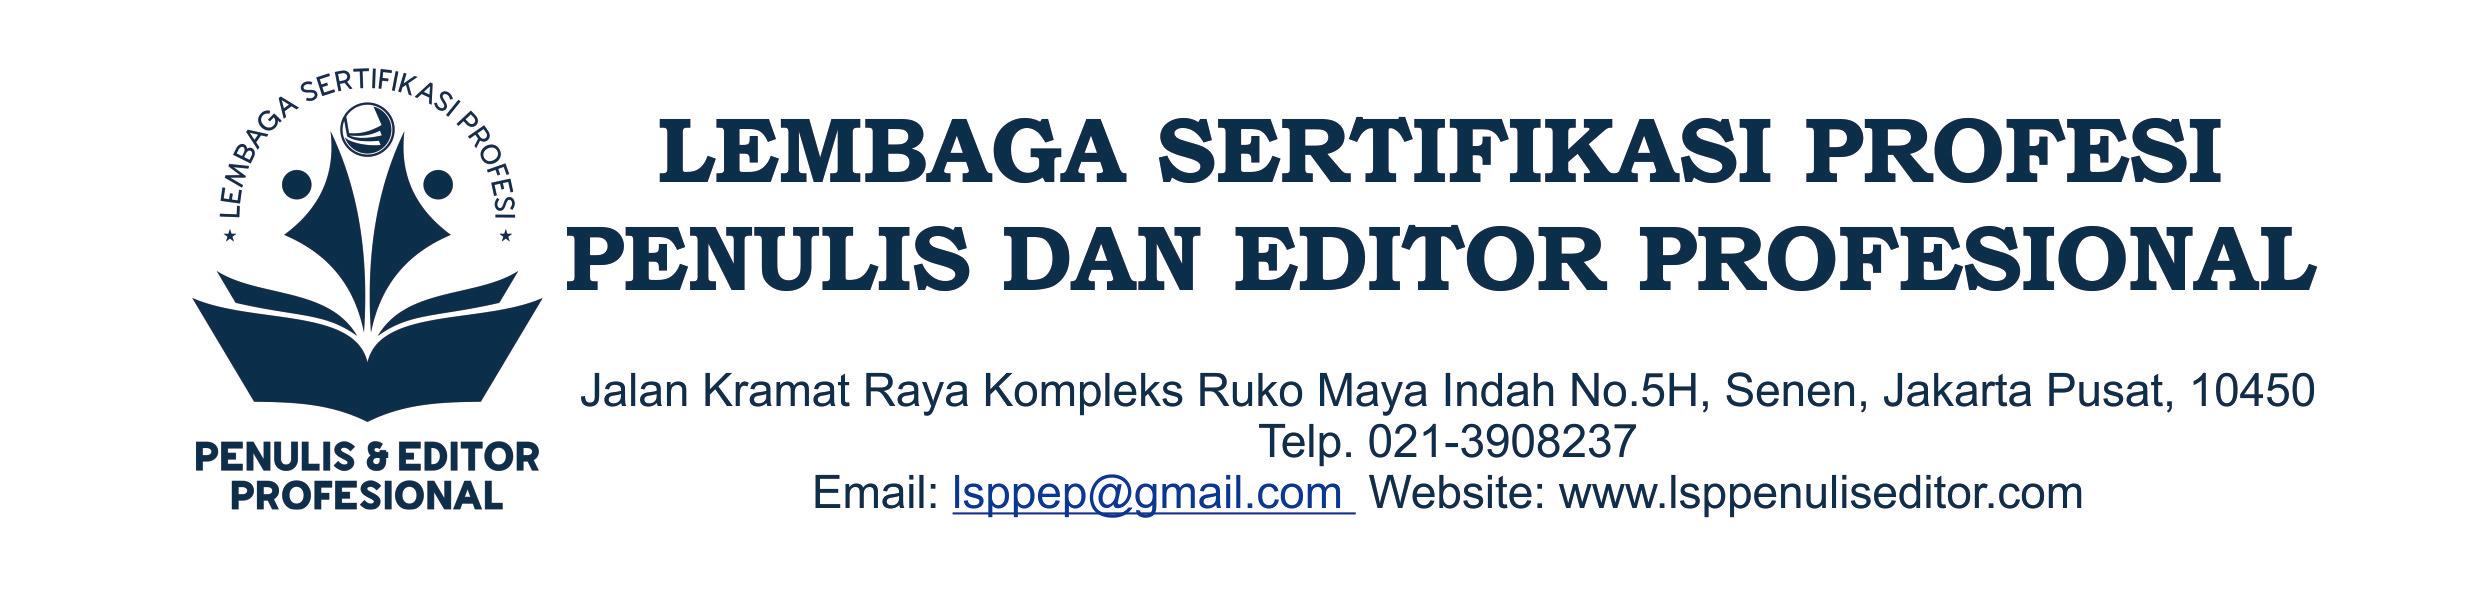 LEMBAGA SERTIFIKASI PROFESI
PENULIS & EDITOR
PROFESIONAL
LEMBAGA SERTIFIKASI PROFESI
PENULIS DAN EDITOR PROFESIONAL
Jalan Kramat Raya Kompleks Ruko Maya Indah No.5H, Senen, Jakarta Pusat, 10450
Telp. 021-3908237
Email: lsppep@gmail.com Website: www.lsppenuliseditor.com